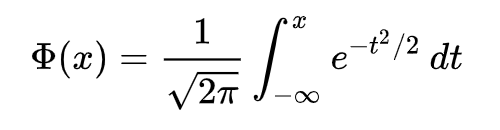 Φ(x) = \frac{1}{\sqrt{2π}} \int_{-∞}^{x} e^{-t^2/2} dt